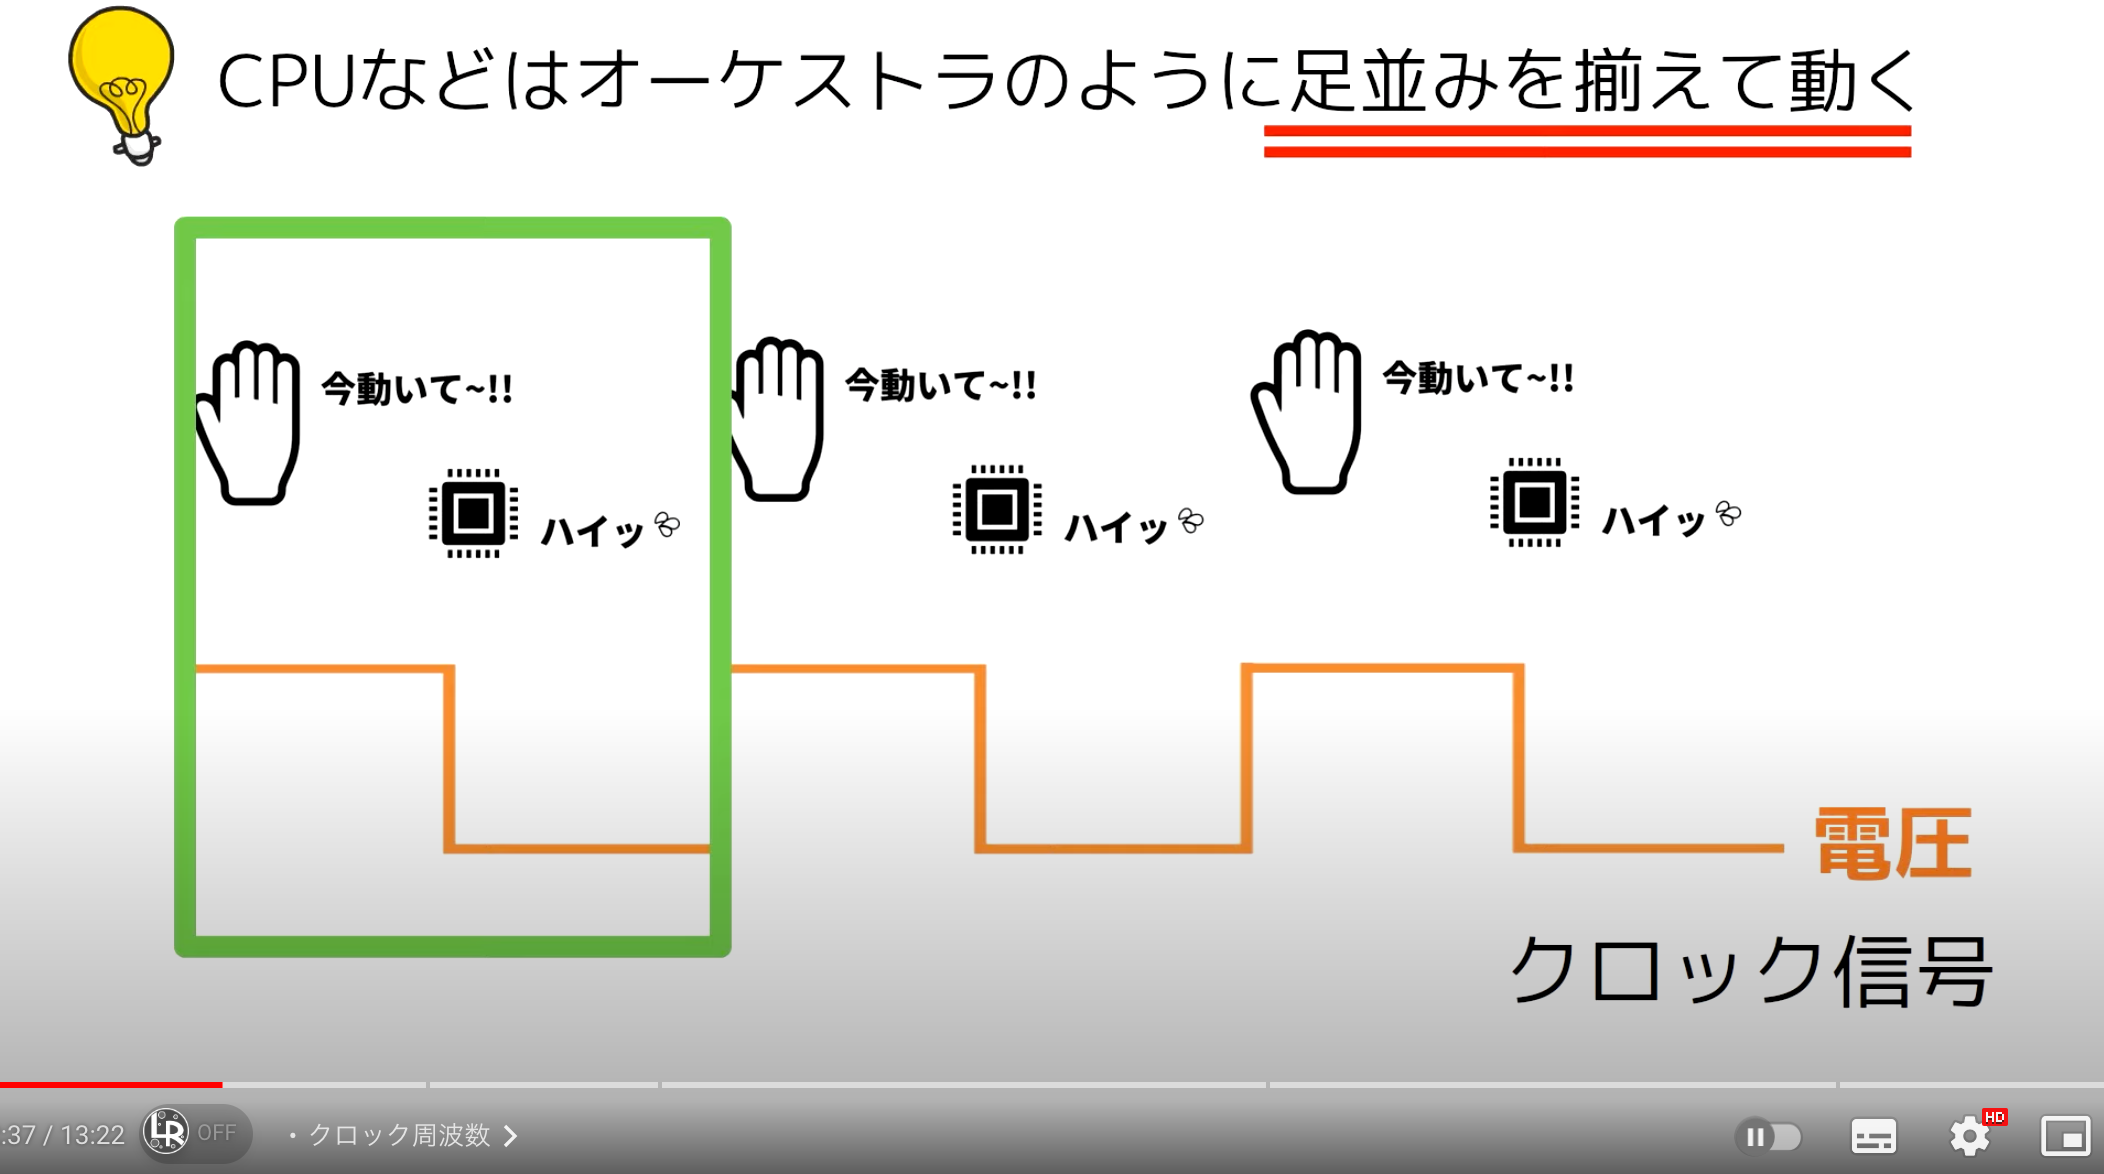 CPUなどはオーケストラのように足並みを揃えて動く
今動いて~!!
ハイッ
今動いて~!!
ハイッ
今動いて~!!
ハイッ
電圧
クロック信号
:37 / 13:22
LR OFF
・クロック周波数
HD